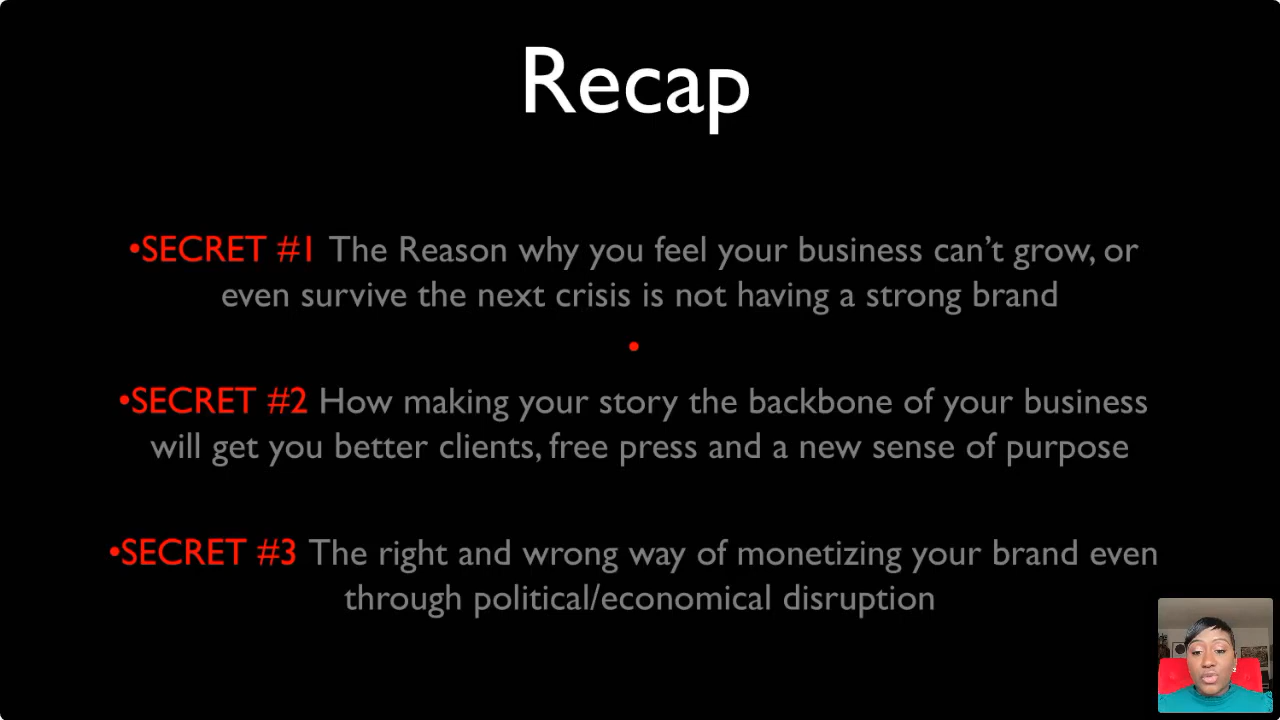 Recap
•SECRET #1 The Reason why you feel your business can’t grow, or
even survive the next crisis is not having a strong brand
•
•SECRET #2 How making your story the backbone of your business
will get you better clients, free press and a new sense of purpose
•SECRET #3 The right and wrong way of monetizing your brand even
through political/economical disruption